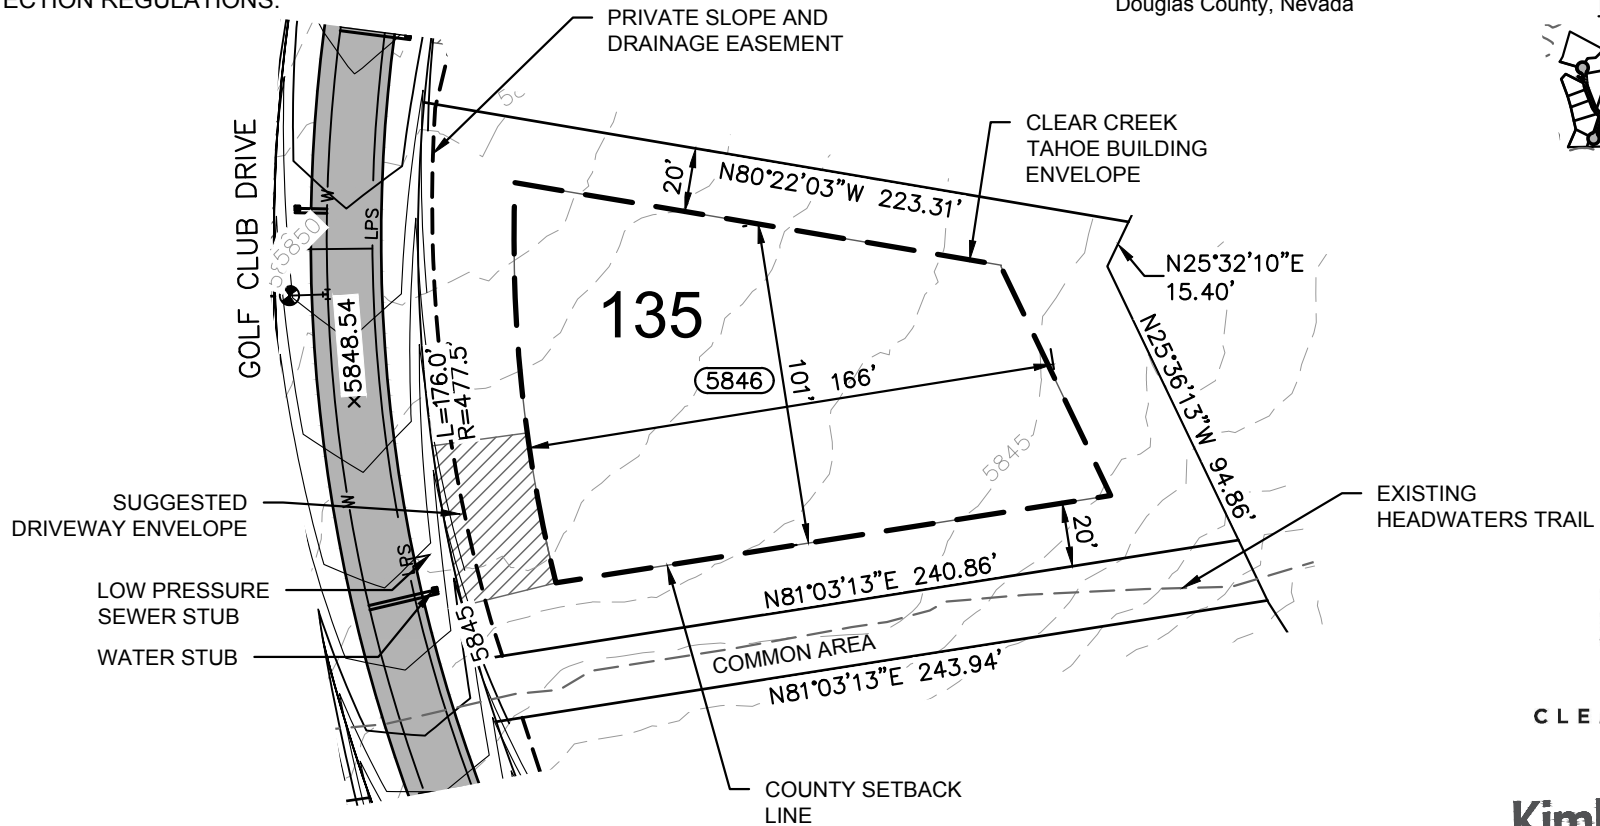 ECTION REGULATIONS.
Douglas County, Nevada
PRIVATE SLOPE AND
DRAINAGE EASEMENT
CLEAR CREEK
TAHOE BUILDING
ENVELOPE
20'
N80°22'03"W 223.31'
GOLF CLUB DRIVE
W
LPS
5850
N25°32'10"E
15.40'
x5848.54
135
L=176.0'
R=477.5'
5846
101'
166'
N25°36'13"W 94.86'
5845
SUGGESTED
DRIVEWAY ENVELOPE
W
EXISTING
HEADWATERS TRAIL
20'
LPS
LOW PRESSURE
SEWER STUB
N81°03'13"E 240.86'
5845
WATER STUB
COMMON AREA
N81°03'13"E 243.94'
CLE
COUNTY SETBACK
LINE